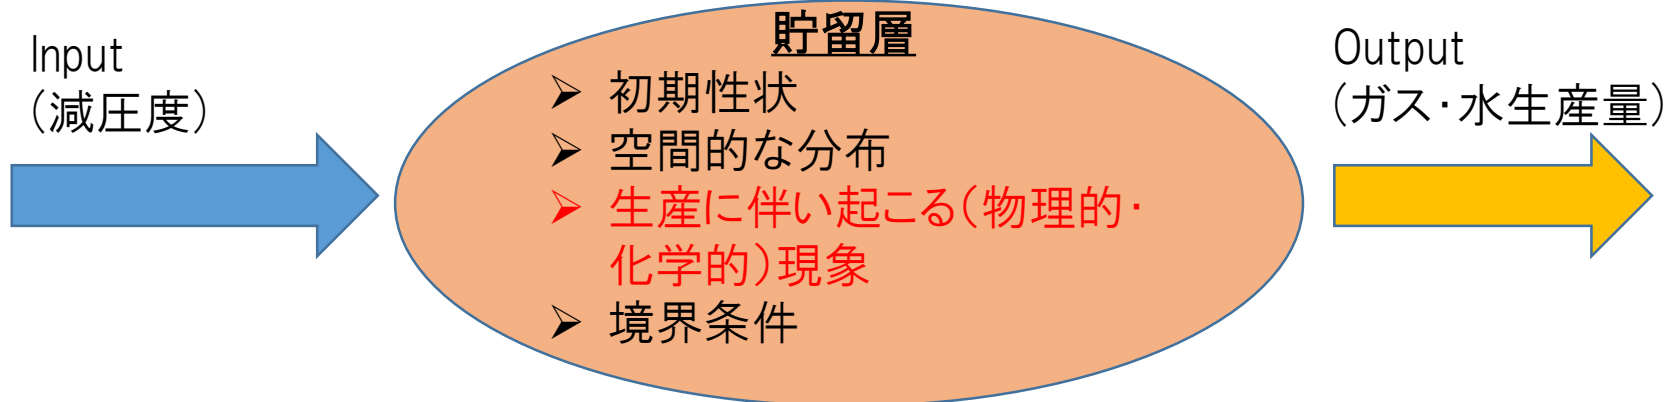 Input
(減圧度)
貯留層
➢ 初期性状
➢ 空間的な分布
➢ 生産に伴い起こる(物理的・
化学的)現象
➢ 境界条件
Output
(ガス・水生産量)